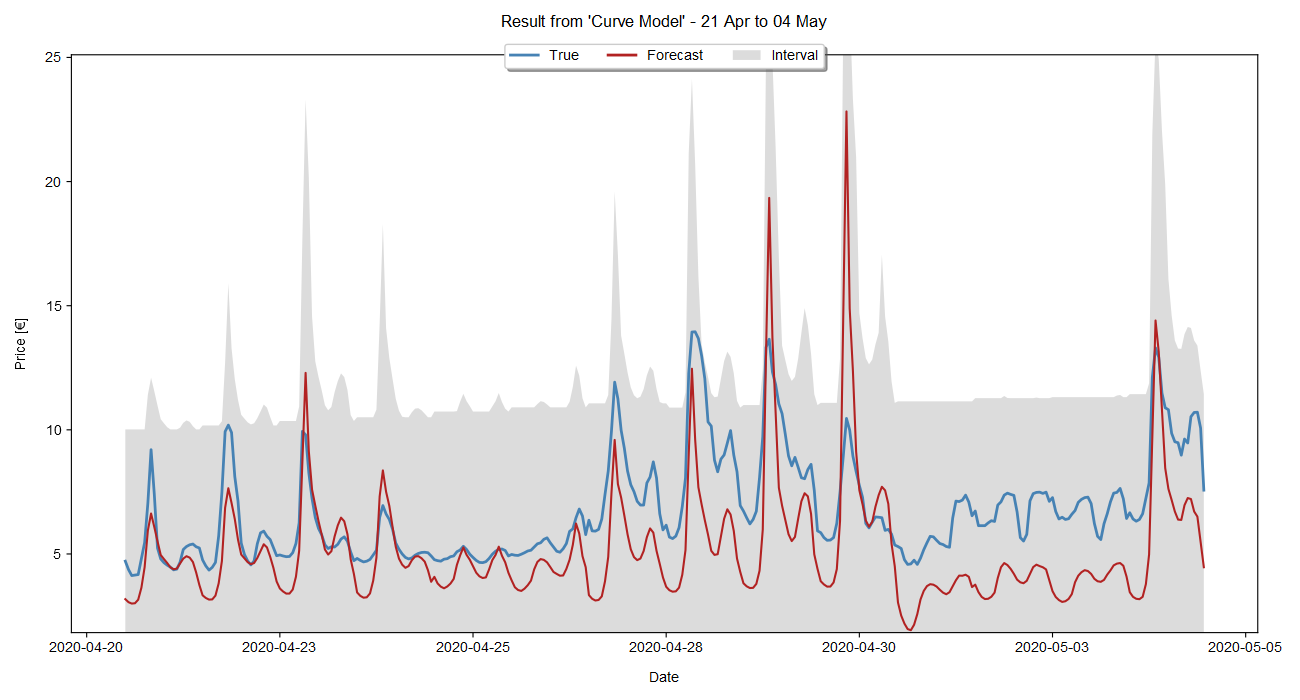 Result from 'Curve Model' - 21 Apr to 04 May
True Forecast Interval
25
20
15
10
5
Price [€]
2020-04-20 2020-04-23 2020-04-25 2020-04-28 2020-04-30 2020-05-03 2020-05-05
Date